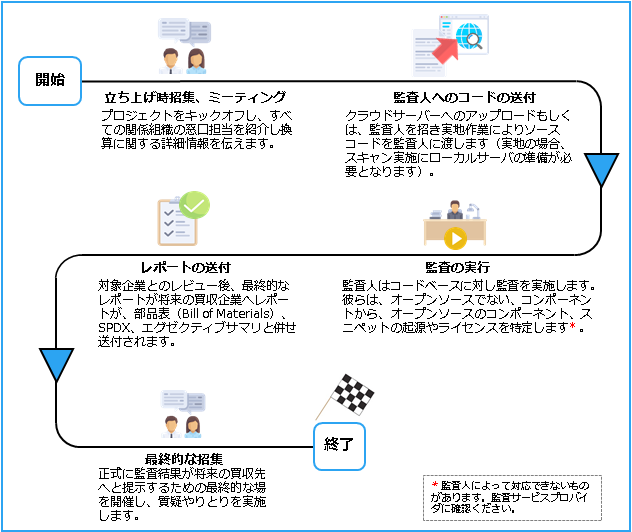 開始
立ち上げ時招集、ミーティング
プロジェクトをキックオフし、すべ
ての関係組織の窓口担当を紹介し換
算に関する詳細情報を伝えます。
監査人へのコードの送付
クラウドサーバーへのアップロードもしく
は、監査人を招き実地作業によりソース
コードを監査人に渡します（実地の場合、
スキャン実施にローカルサーバの準備が必
要となります）。
監査の実行
監査人はコードベースに対し監査を実施します。
彼らは、オープンソースでない、コンポーネン
トから、オープンソースのコンポーネント、ス
ニペットの起源やライセンスを特定します*。
レポートの送付
対象企業とのレビュー後、最終的な
レポートが将来の買収企業へレポー
トが、部品表（Bill of Materials）、
SPDX、エグゼクティブサマリと併せ
送付されます。
最終的な招集
正式に監査結果が将来の買収先
へと提示するための最終的な場
を開催し、質疑やりとりを実施
します。
終了
* 監査人によって対応できないもの
があります。監査サービスプロバイ
ダに確認ください。